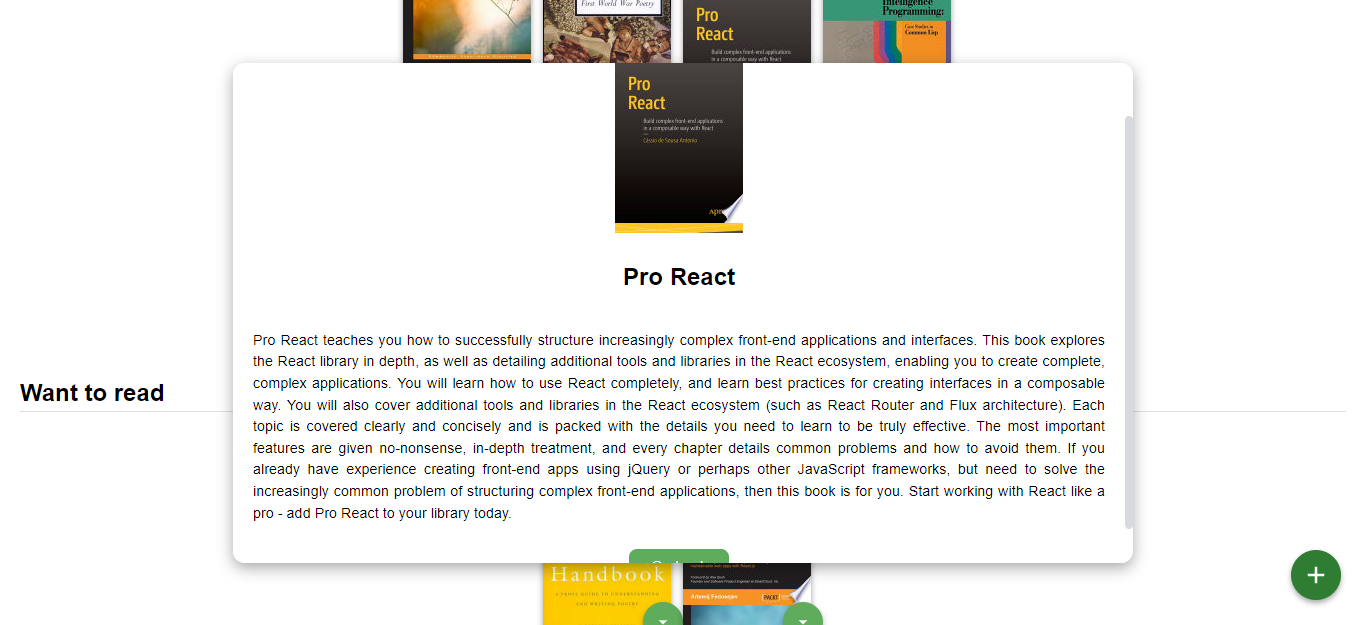 First World War Poetry
Pro
React
Build complex front-end applications
in a composable way with React
Intelligence
Programming:
Case Studies in
Common Lisp
Pro
React
Build complex front-end applications
in a composable way with React
Cássio de Sousa Antonio
Pro React
Pro React teaches you how to successfully structure increasingly complex front-end applications and interfaces. This book explores
the React library in depth, as well as detailing additional tools and libraries in the React ecosystem, enabling you to create complete,
complex applications. You will learn how to use React completely, and learn best practices for creating interfaces in a composable
way. You will also cover additional tools and libraries in the React ecosystem (such as React Router and Flux architecture). Each
topic is covered clearly and concisely and is packed with the details you need to learn to be truly effective. The most important
features are given no-nonsense, in-depth treatment, and every chapter details common problems and how to avoid them. If you
already have experience creating front-end apps using jQuery or perhaps other JavaScript frameworks, but need to solve the
increasingly common problem of structuring complex front-end applications, then this book is for you. Start working with React like a
pro - add Pro React to your library today.
Want to read
Handbook
A PROSE GUIDE TO UNDERSTANDING
AND WRITING POETRY
maintainable web apps with React.js
Artemij Fedosejev
PACKT